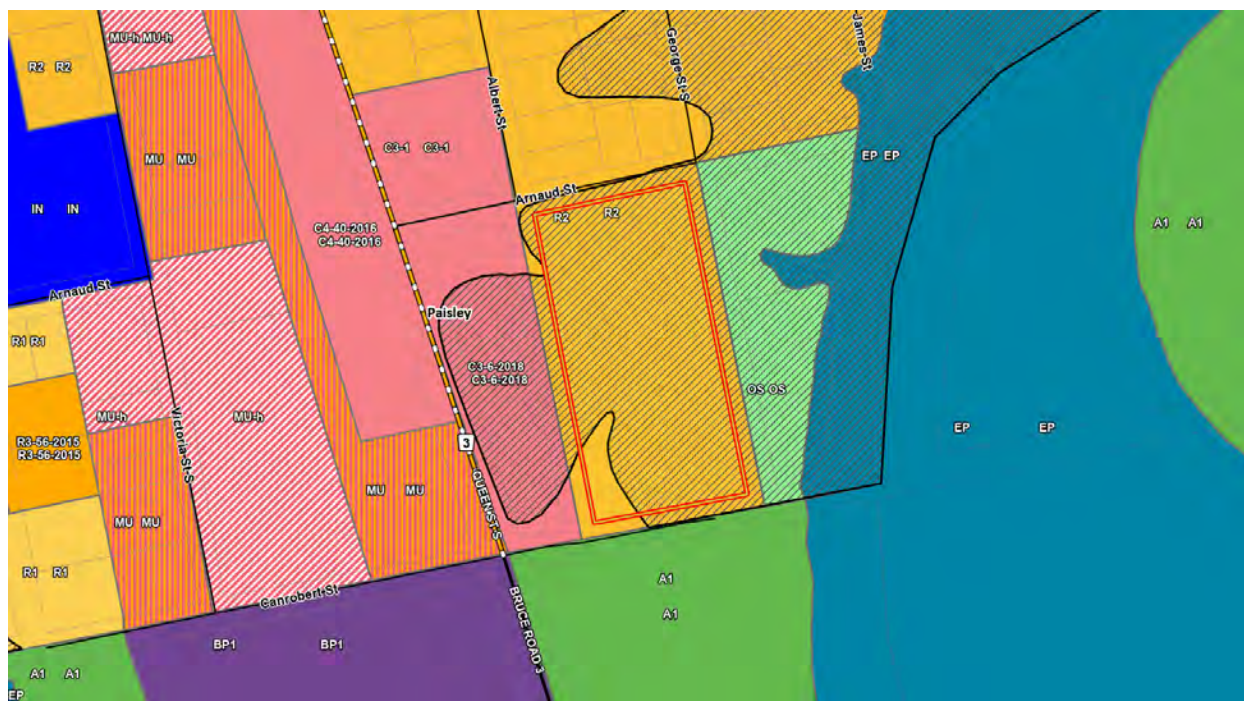 MU-h MU-h
R2 R2
James-St
George-St-S
Albert-St
C3-1 C3-1
MU MU
EP EP
Arnaud St
IN IN
R2 R2
A1 A1
C4-40-2016
C4-40-2016
Arnaud St
Paisley
R1 R1
C3-6-2018
C3-6-2018
OS OS
MU-h
MU-h
Victoria-St-S
EP EP
R3-56-2015
R3-56-2015
3
QUEEN-ST-S
MU MU
MU MU
R1 R1
A1
A1
Canrobert St
BRUCE ROAD 3
BP1 BP1
A1 A1
EP